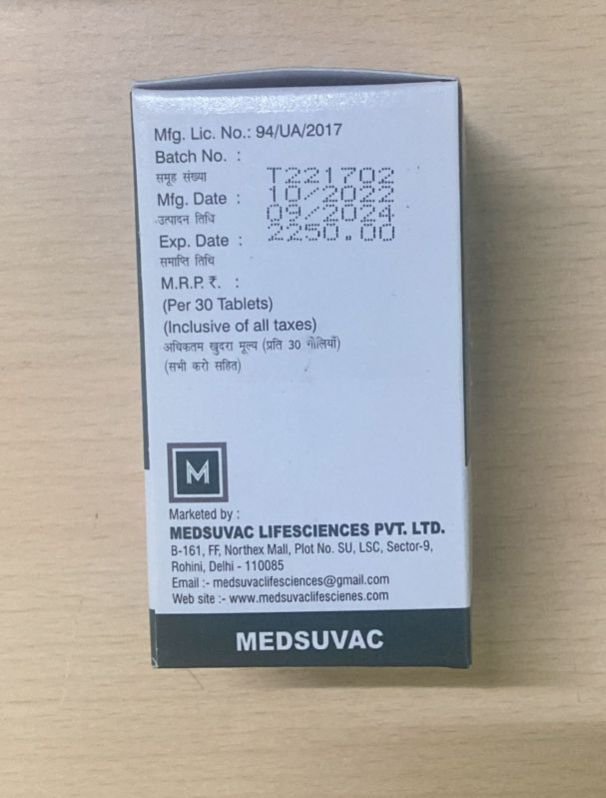 Mfg. Lic. No.: 94/UA/2017
Batch No. :
समूह संख्या
T221702
Mfg. Date :
10/2022
उत्पादन तिथि
09/2024
Exp. Date :
2250.00
समाप्ति तिथि
M.R.P. ₹. :
(Per 30 Tablets)
(Inclusive of all taxes)
अधिकतम खुदरा मूल्य (प्रति 30 गोलियाँ)
(सभी करो सहित)
M
Marketed by :
MEDSUVAC LIFESCIENCES PVT. LTD.
B-161, FF, Northex Mall, Plot No. SU, LSC, Sector-9,
Rohini, Delhi - 110085
Email :- medsuvaclifesciences@gmail.com
Web site :- www.medsuvaclifescienes.com
MEDSUVAC